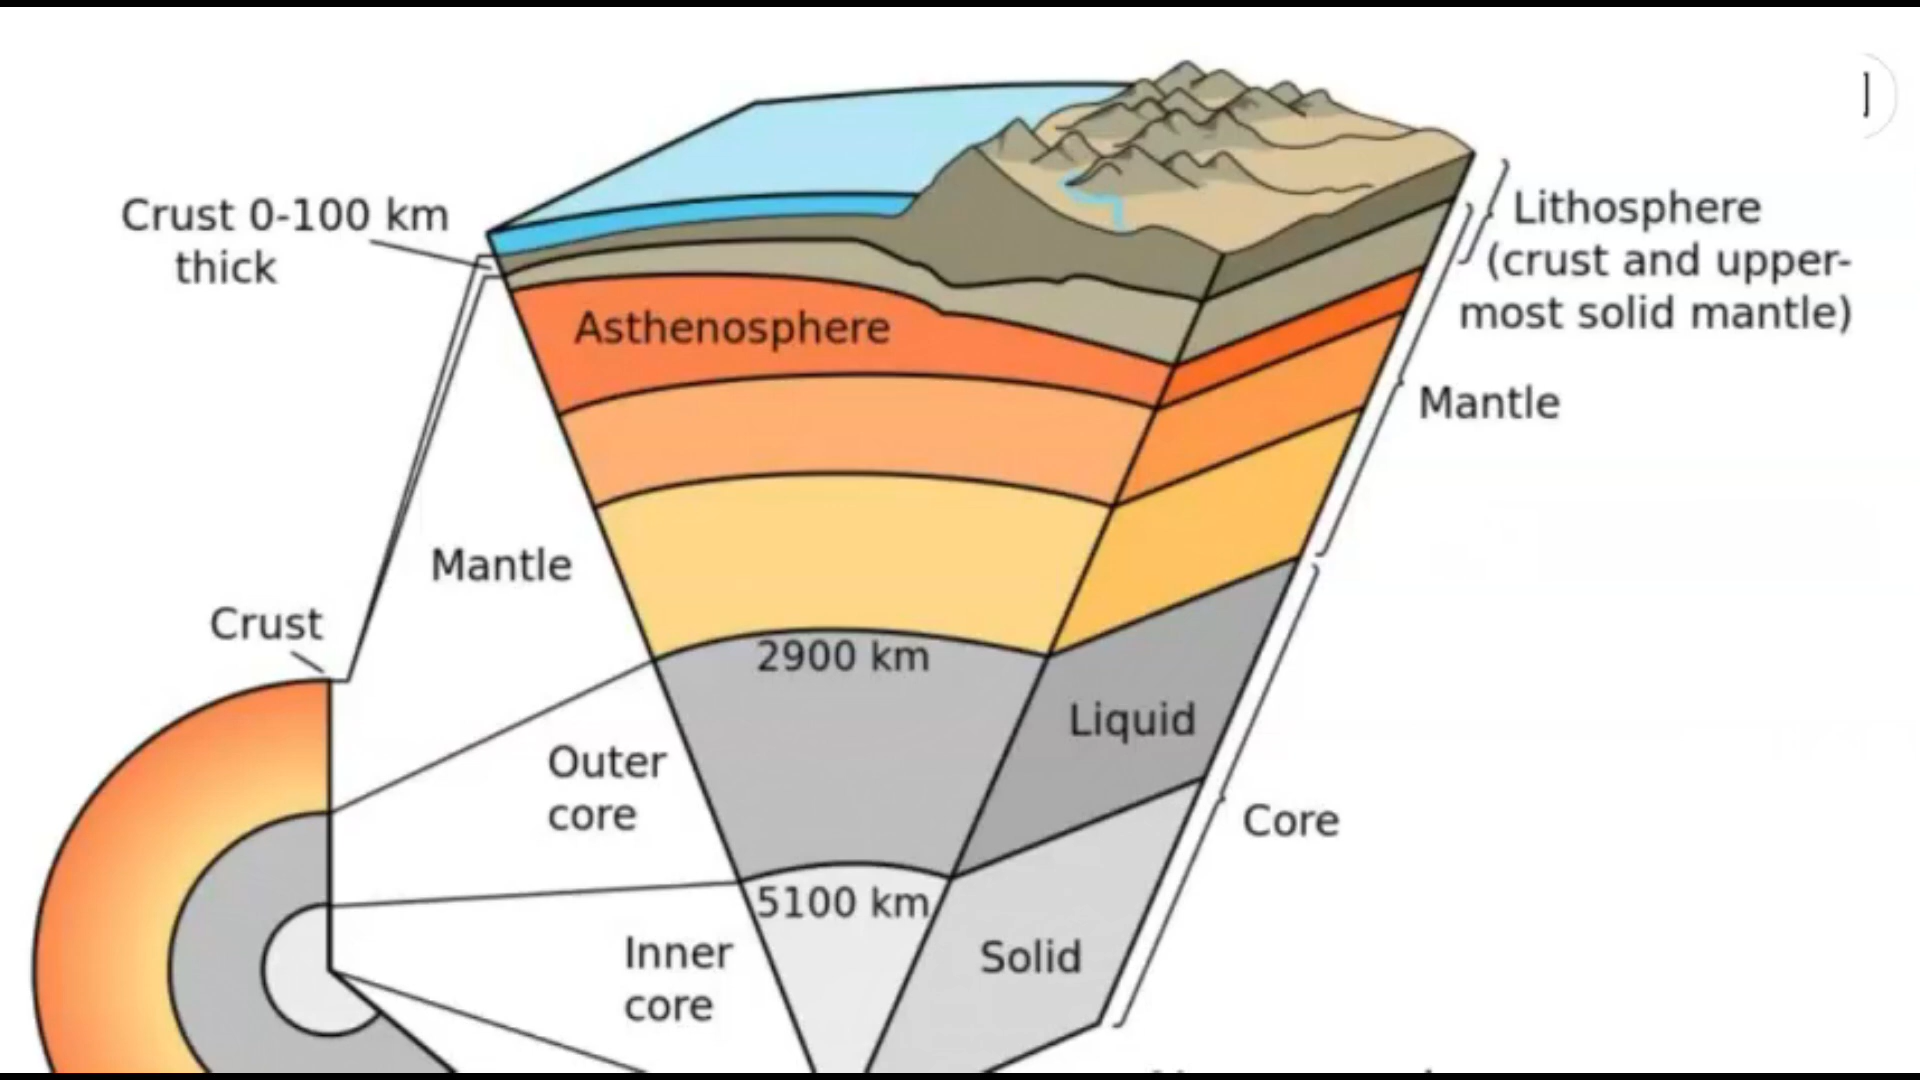 Crust 0-100 km
thick
Lithosphere
(crust and upper-
most solid mantle)
Asthenosphere
Mantle
Mantle
Crust
2900 km
Liquid
Outer
core
Core
5100 km
Inner
core
Solid